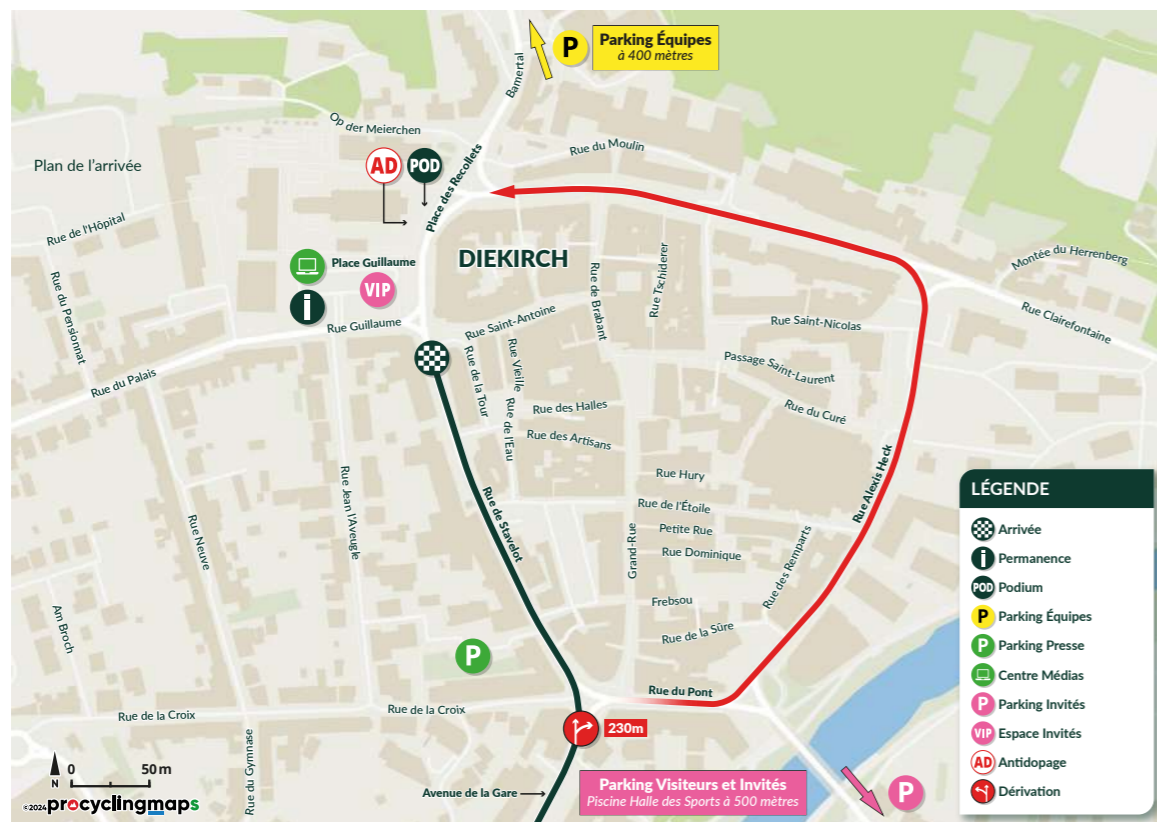 P
Parking Équipes
à 400 mètres
Bamertal
Op der Meierchen
Rue du Moulin
Plan de l'arrivée
AD
POD
Place des Recollets
Rue de l'Hôpital
Place Guillaume
DIEKIRCH
Montée du Herrenberg
VIP
i
Rue du Pensionnat
Rue Guillaume
Rue Saint-Antoine
Rue de Brabant
Rue Tschiderer
Rue Saint-Nicolas
Rue Clairefontaine
Rue du Palais
Rue de la Tour
Rue Vieille
Passage Saint-Laurent
Rue des Halles
Rue du Curé
Rue de l'Eau
Rue des Artisans
Rue Jean l'Aveugle
Rue Hury
Rue Alexis Heck
Rue Neuve
Rue de Stavelot
Rue de l'Étoile
Petite Rue
Grand-Rue
Rue Dominique
Rue des Remparts
Am Broch
Frebsou
Rue de la Sûre
P
Rue du Pont
Rue de la Croix
Rue de la Croix
230m
Rue du Gymnase
Avenue de la Gare
Parking Visiteurs et Invités
Piscine Halle des Sports à 500 mètres
P
N
0 50 m
©2024 procyclingmaps
LÉGENDE
Arrivée
i Permanence
POD Podium
P Parking Équipes
P Parking Presse
Centre Médias
P Parking Invités
VIP Espace Invités
AD Antidopage
Dérivation